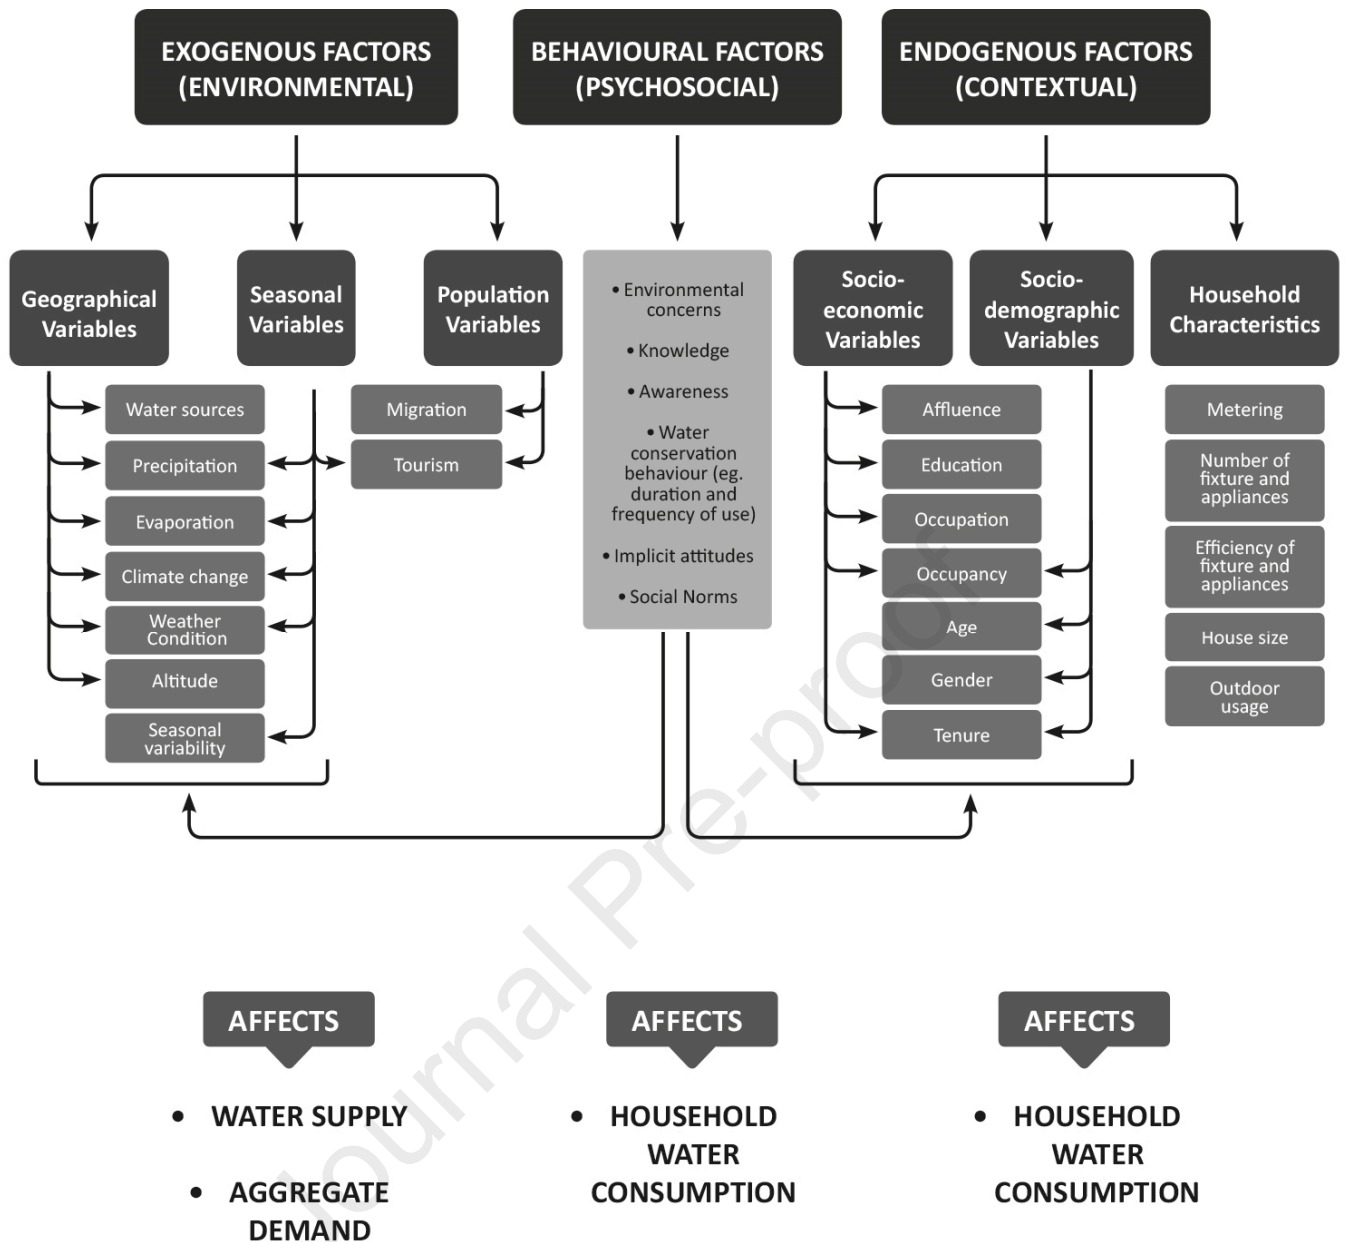 EXOGENOUS FACTORS
(ENVIRONMENTAL)
BEHAVIOURAL FACTORS
(PSYCHOSOCIAL)
ENDOGENOUS FACTORS
(CONTEXTUAL)
Geographical
Variables
Seasonal
Variables
Population
Variables
Water sources
Precipitation
Evaporation
Climate change
Weather
Condition
Altitude
Seasonal
variability
Migration
Tourism
• Environmental
concerns
• Knowledge
• Awareness
• Water
conservation
behaviour (eg.
duration and
frequency of use)
• Implicit attitudes
• Social Norms
Socio-
economic
Variables
Socio-
demographic
Variables
Household
Characteristics
Affluence
Education
Occupation
Occupancy
Age
Gender
Tenure
Metering
Number of
fixture and
appliances
Efficiency of
fixture and
appliances
House size
Outdoor
usage
Journal Pre-proof
AFFECTS
• WATER SUPPLY
• AGGREGATE
DEMAND
AFFECTS
• HOUSEHOLD
WATER
CONSUMPTION
AFFECTS
• HOUSEHOLD
WATER
CONSUMPTION